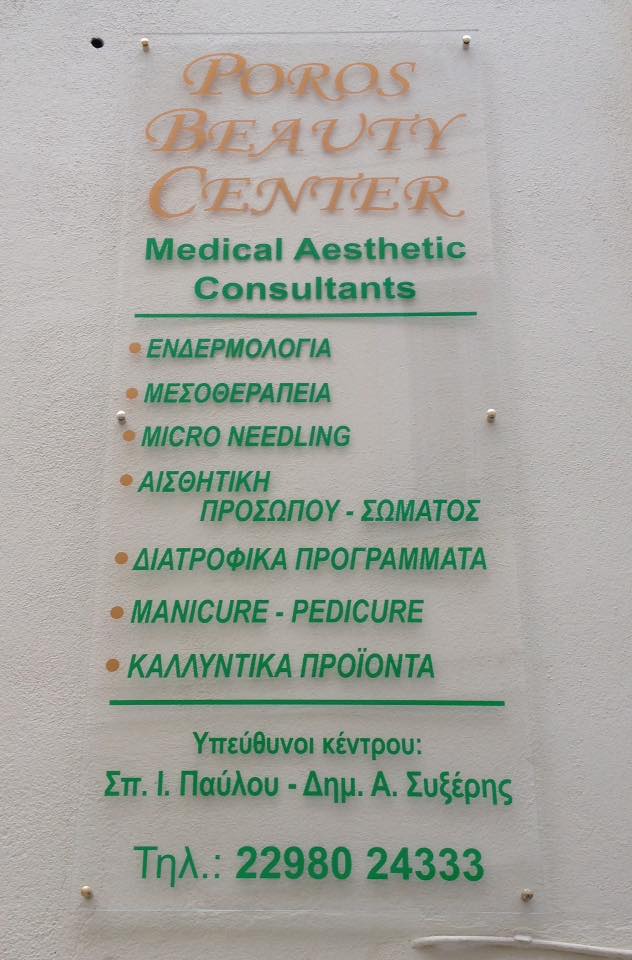 POROS
BEAUTY
CENTER
Medical Aesthetic
Consultants
• ΕΝΔΕΡΜΟΛΟΓΙΑ
• ΜΕΣΟΘΕΡΑΠΕΙΑ
• MICRO NEEDLING
• ΑΙΣΘΗΤΙΚΗ
ΠΡΟΣΩΠΟΥ - ΣΩΜΑΤΟΣ
• ΔΙΑΤΡΟΦΙΚΑ ΠΡΟΓΡΑΜΜΑΤΑ
• MANICURE - PEDICURE
• ΚΑΛΛΥΝΤΙΚΑ ΠΡΟΪΟΝΤΑ
Υπεύθυνοι κέντρου:
Σπ. Ι. Παύλου - Δημ. Α. Συξέρης
Τηλ.: 22980 24333